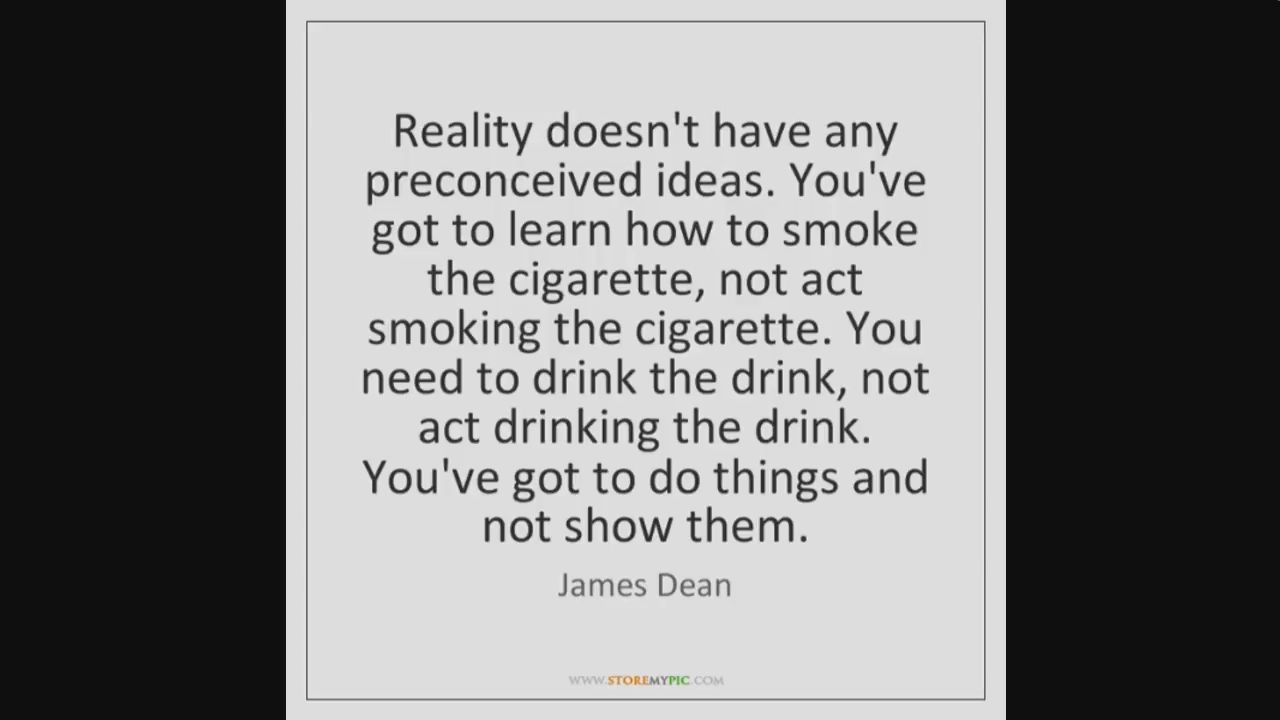 Reality doesn't have any
preconceived ideas. You've
got to learn how to smoke
the cigarette, not act
smoking the cigarette. You
need to drink the drink, not
act drinking the drink.
You've got to do things and
not show them.
James Dean
WWW.STOREMYPIC.COM